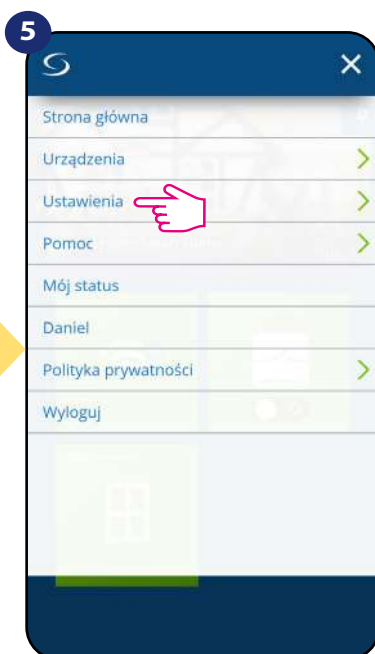 5
Strona główna
Urządzenia
Ustawienia
Pomoc
Mój status
Daniel
Polityka prywatności
Wyloguj